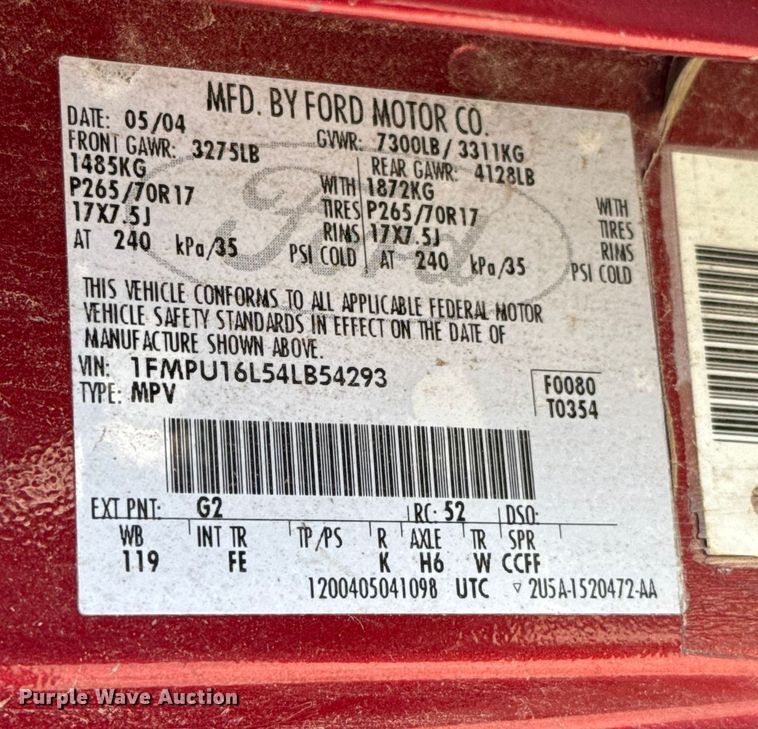 MFD. BY FORD MOTOR CO.
DATE: 05/04 GVWR: 7300LB / 3311KG
FRONT GAWR: 3275LB REAR GAWR: 4128LB
1485KG WITH 1872KG WITH
P265/70R17 TIRES P265/70R17 TIRES
17X7.5J RIMS 17X7.5J RIMS
AT 240 kPa/35 PSI COLD AT 240 kPa/35 PSI COLD
Ford
THIS VEHICLE CONFORMS TO ALL APPLICABLE FEDERAL MOTOR
VEHICLE SAFETY STANDARDS IN EFFECT ON THE DATE OF
MANUFACTURE SHOWN ABOVE.
VIN: 1FMPU16L54LB54293 F0080
TYPE: MPV T0354
EXT PNT: G2 RC: 52 DSO:
WB INT TR TP/PS R AXLE TR SPR
119 FE K H6 W CCFF
1200405041098 UTC ▽ 2U5A-1520472-AA
Purple Wave Auction